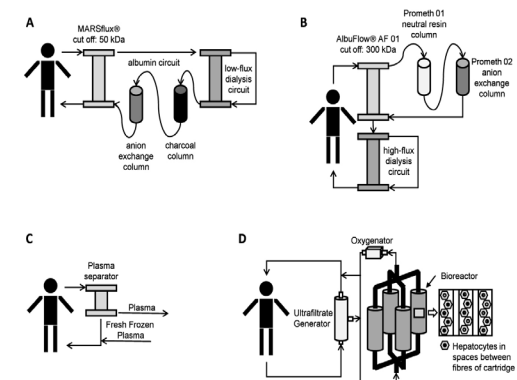 A
MARSflux®
cut off: 50 kDa
albumin circuit
low-flux
dialysis
circuit
anion
exchange
column
charcoal
column
B
Prometh 01
neutral resin
column
AlbuFlow® AF 01
cut off: 300 kDa
Prometh 02
anion
exchange
column
high-flux
dialysis
circuit
C
Plasma
separator
Plasma
Fresh Frozen
Plasma
D
Oxygenator
Bioreactor
Ultrafiltrate
Generator
Hepatocytes in
spaces between
fibres of cartridge